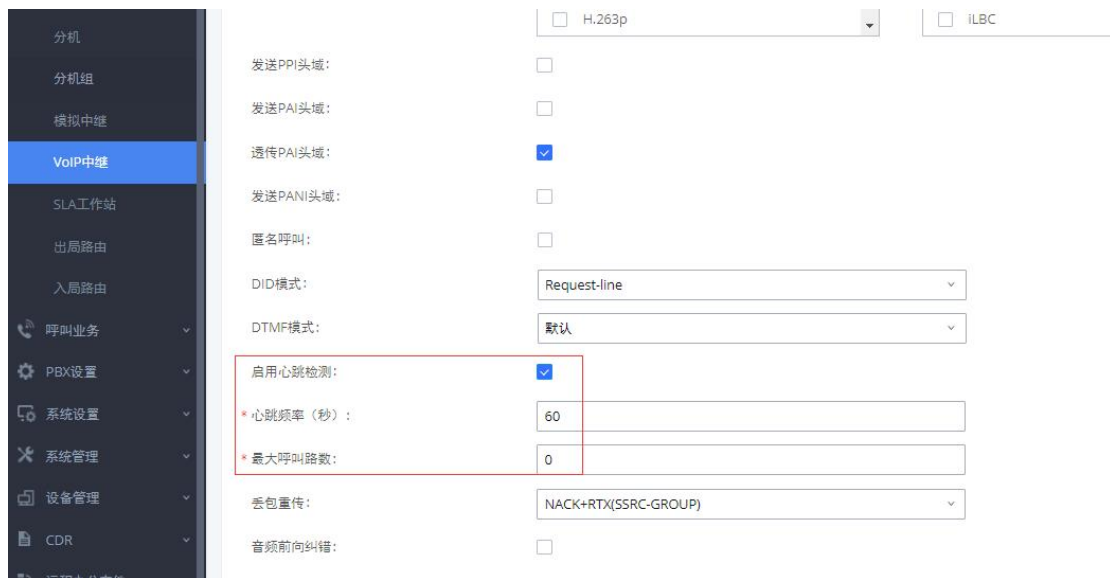 分机
分机组
模拟中继
VoIP中继
SLA工作站
出局路由
入局路由
呼叫业务
PBX设置
系统设置
系统管理
设备管理
CDR
H.263p
iLBC
发送PPI头域:
发送PAI头域:
透传PAI头域:
发送PANI头域:
匿名呼叫:
DID模式:
Request-line
DTMF模式:
默认
启用心跳检测:
* 心跳频率（秒）:
60
* 最大呼叫路数:
0
丢包重传:
NACK+RTX(SSRC-GROUP)
音频前向纠错: